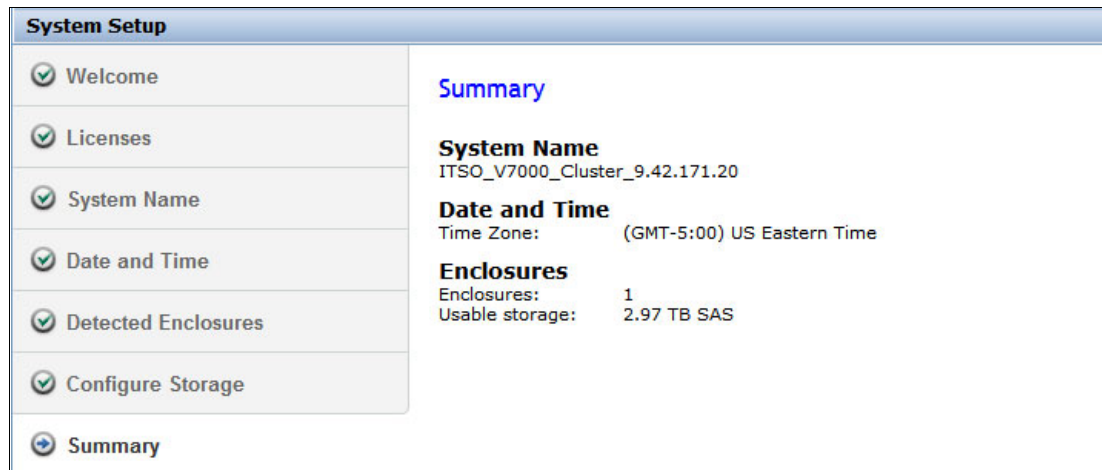 System Setup
Welcome
Licenses
System Name
Date and Time
Detected Enclosures
Configure Storage
Summary
Summary
System Name
ITSO_V7000_Cluster_9.42.171.20
Date and Time
Time Zone: (GMT-5:00) US Eastern Time
Enclosures
Enclosures: 1
Usable storage: 2.97 TB SAS